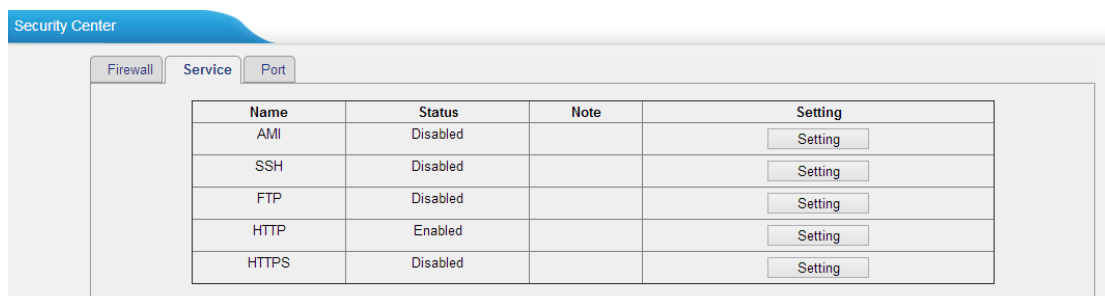 Security Center
Firewall Service Port
Name Status Note Setting
AMI Disabled Setting
SSH Disabled Setting
FTP Disabled Setting
HTTP Enabled Setting
HTTPS Disabled Setting